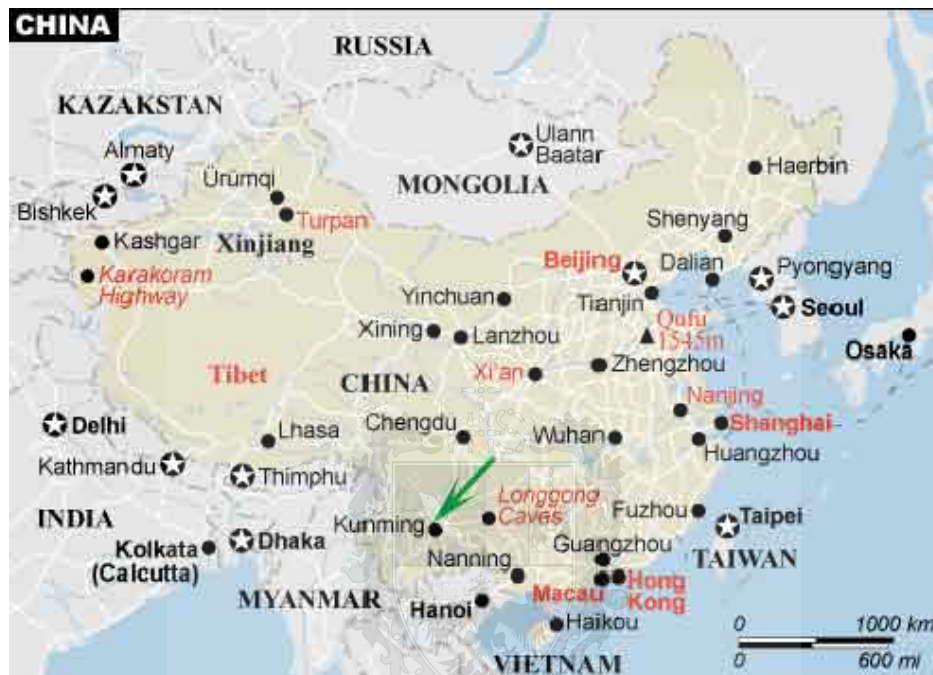 CHINA
RUSSIA
KAZAKSTAN
Almaty
Ulann
Baatar
Ürumqi
Haerbin
MONGOLIA
Bishkek
Turpan
Shenyang
Kashgar
Xinjiang
Beijing
Dalian
Pyongyang
Karakoram
Highway
Yinchuan
Tianjin
Seoul
Xining
Lanzhou
Qufu
1545m
Osaka
Tibet
Zhengzhou
Xi'an
CHINA
Nanjing
Delhi
Lhasa
Chengdu
Wuhan
Shanghai
Huangzhou
Kathmandu
Thimphu
Longgong
Caves
INDIA
Kunming
Fuzhou
Taipei
Dhaka
Guangzhou
Kolkata
(Calcutta)
Nanning
TAIWAN
MYANMAR
Hanoi
Macau
Hong
Kong
Haikou
0 1000 km
VIETNAM
0 600 mi